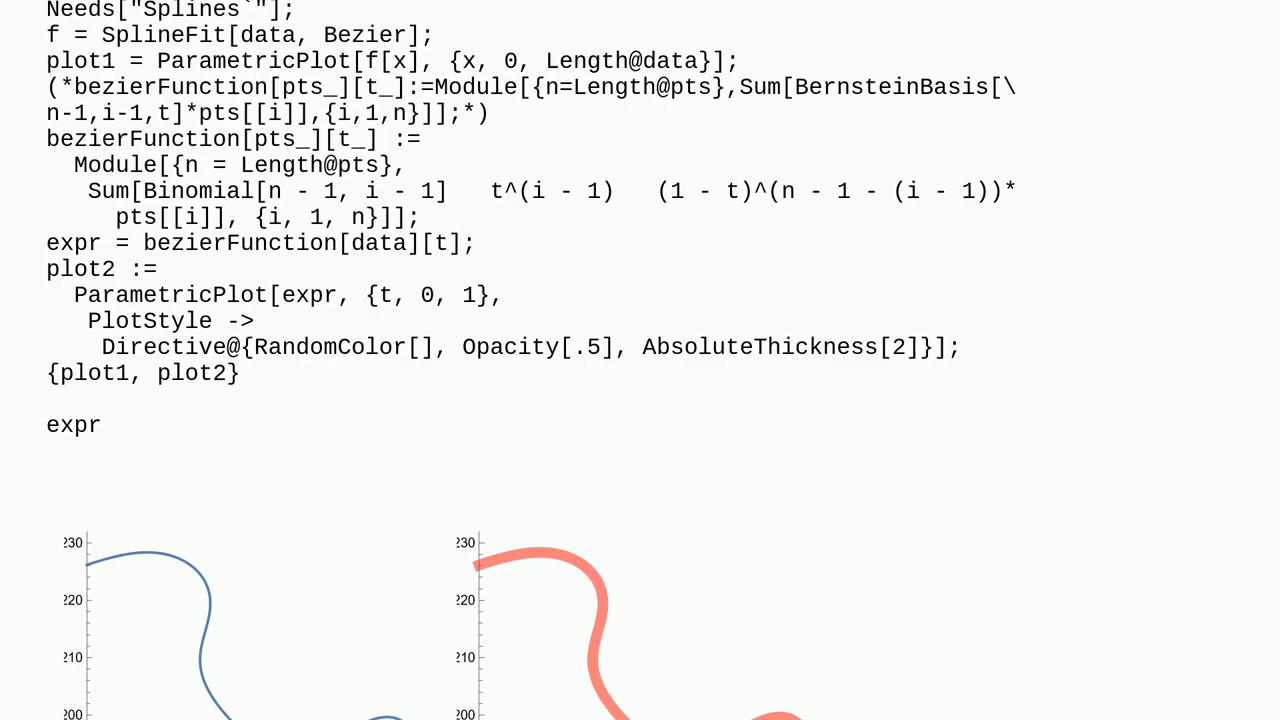 Needs["Splines`"];
f = SplineFit[data, Bezier];
plot1 = ParametricPlot[f[x], {x, 0, Length@data}];
(*bezierFunction[pts_][t_]:=Module[{n=Length@pts},Sum[BernsteinBasis[\
n-1,i-1,t]*pts[[i]],{i,1,n}]];*)
bezierFunction[pts_][t_] :=
  Module[{n = Length@pts},
   Sum[Binomial[n - 1, i - 1]   t^(i - 1)   (1 - t)^(n - 1 - (i - 1))*
     pts[[i]], {i, 1, n}]];
expr = bezierFunction[data][t];
plot2 :=
  ParametricPlot[expr, {t, 0, 1},
   PlotStyle ->
    Directive@{RandomColor[], Opacity[.5], AbsoluteThickness[2]}];
{plot1, plot2}
expr
230
220
210
200
230
220
210
200